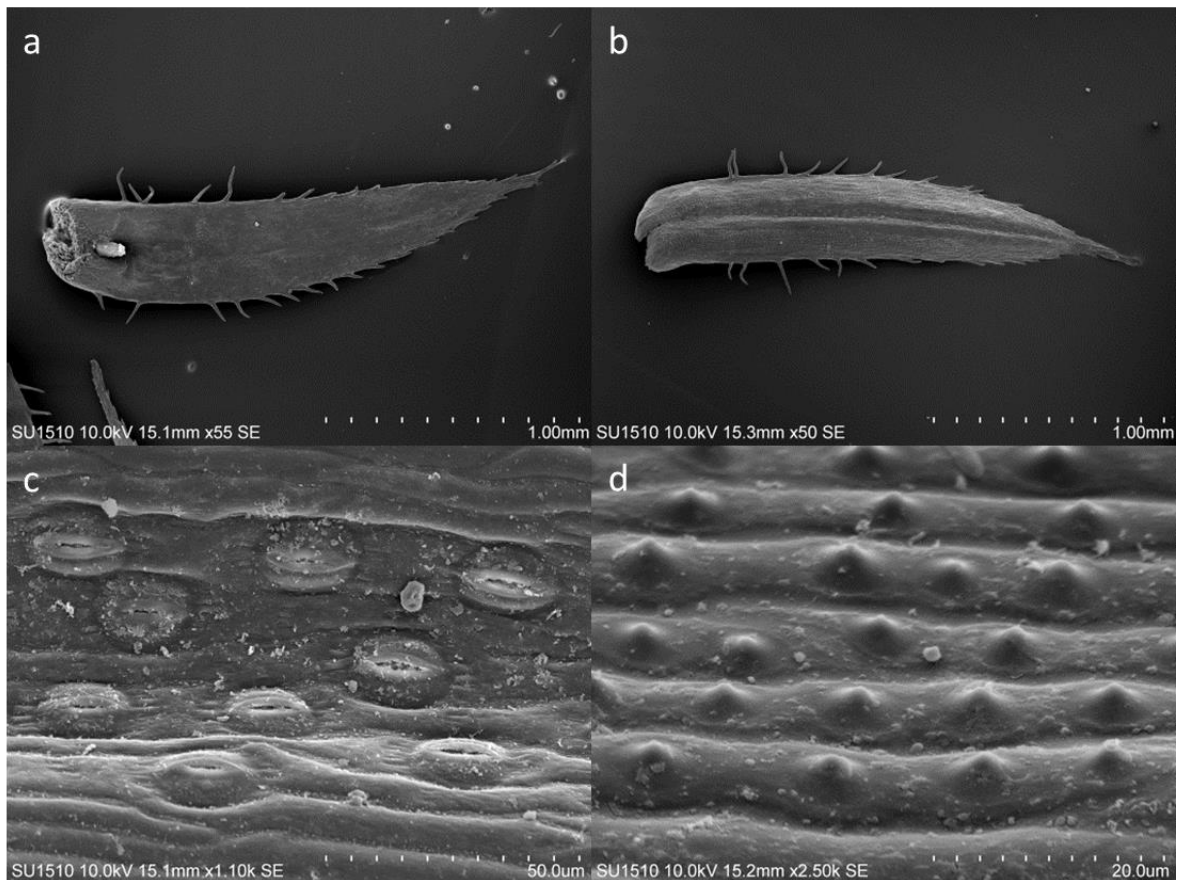 a
SU1510 10.0kV 15.1mm x55 SE 1.00mm
b
SU1510 10.0kV 15.3mm x50 SE 1.00mm
c
SU1510 10.0kV 15.1mm x1.10k SE 50.0um
d
SU1510 10.0kV 15.2mm x2.50k SE 20.0um